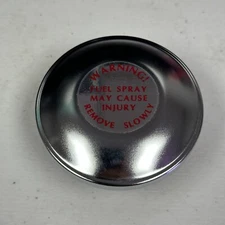 WARNING!
FUEL SPRAY
MAY CAUSE
INJURY
REMOVE SLOWLY